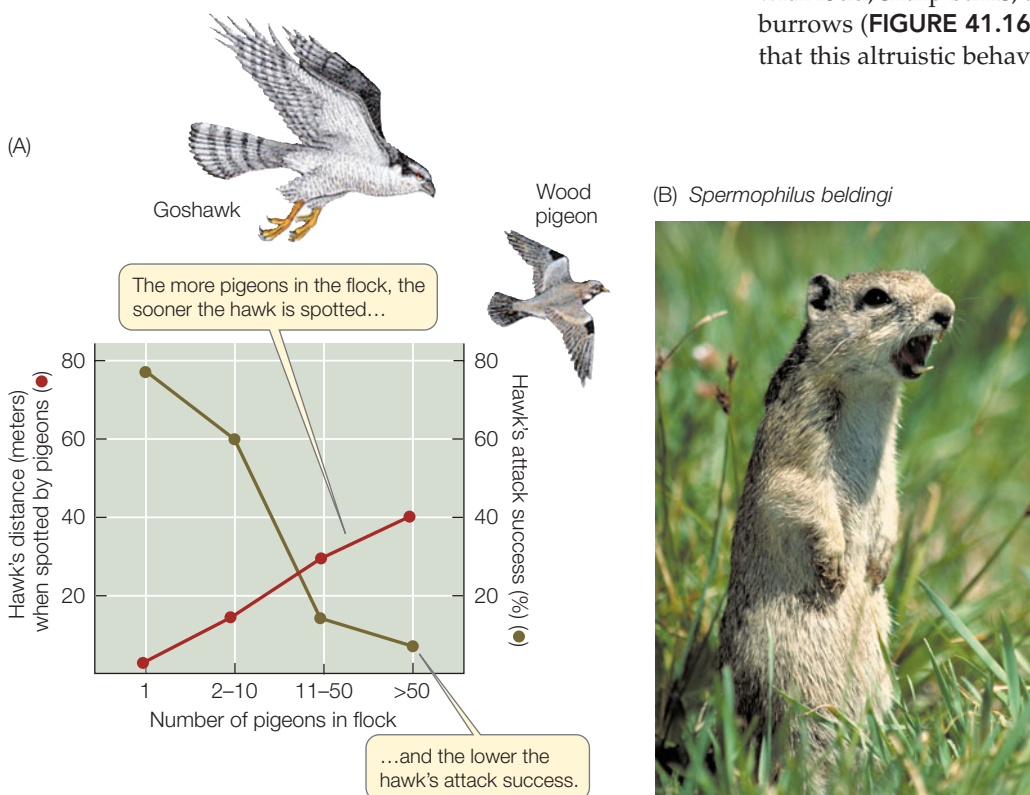 burrows (FIGURE 41.16
that this altruistic behav
(A)
Goshawk
Wood
pigeon
(B) Spermophilus beldingi
The more pigeons in the flock, the
sooner the hawk is spotted…
Hawk's distance (meters)
when spotted by pigeons (●)
80
60
40
20
80
60
40
20
Hawk's attack success (%) (●)
1 2–10 11–50 >50
Number of pigeons in flock
…and the lower the
hawk's attack success.